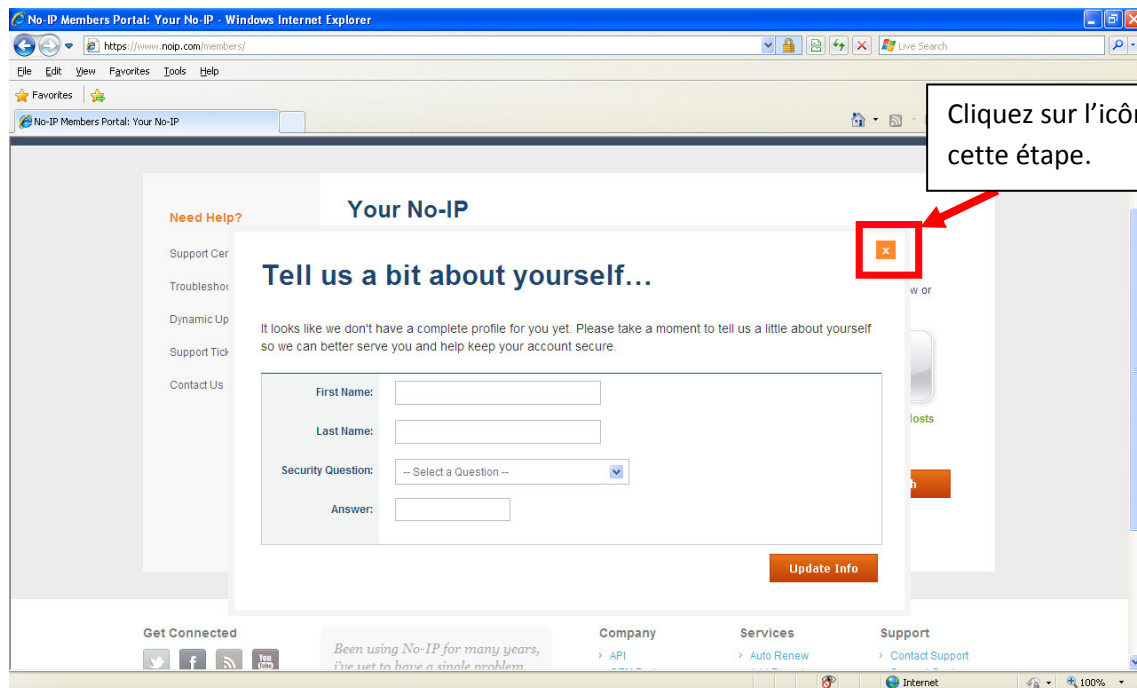 No-IP Members Portal: Your No-IP - Windows Internet Explorer
https://www.noip.com/members/
Live Search
File Edit View Favorites Tools Help
Favorites
No-IP Members Portal: Your No-IP
Cliquez sur
cette étape.
Need Help?
Your No-IP
Support
x
Tell us a bit about yourself...
w or
Dynamic
It looks like we don't have a complete profile for you yet. Please take a moment to tell us a little about yourself
so we can better serve you and help keep your account secure.
Support
Contact Us
First Name:
Last Name:
Security Question:
-- Select a Question --
Answer:
Update Info
Get Connected
Been using No-IP for many years,
i've yet to have a single problem
You Tube
Company
> API
Services
> Auto Renew
Support
> Contact Support
Internet
100%